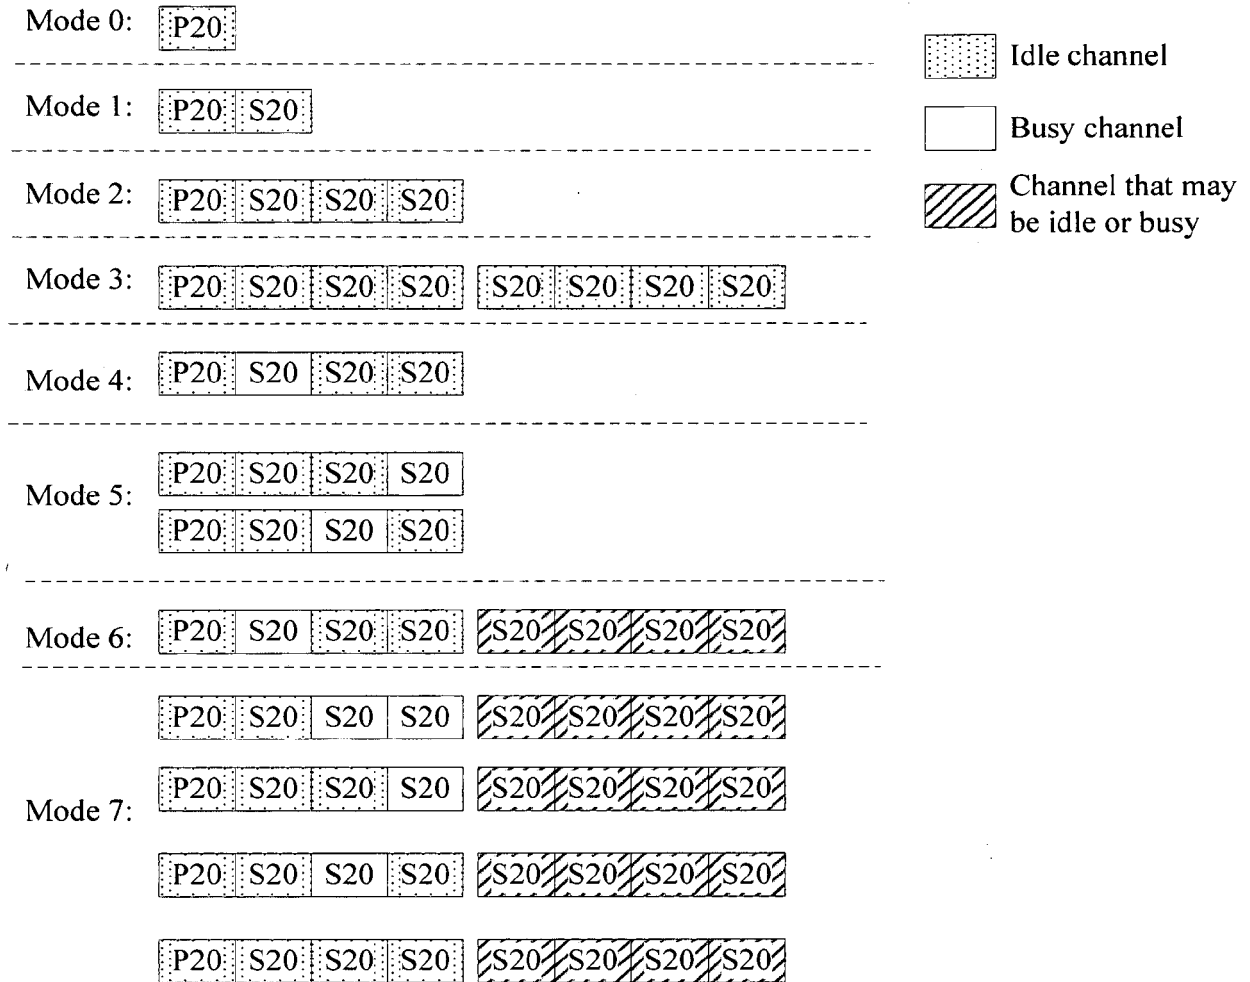 Mode 0: P20
Idle channel
Mode 1: P20 S20
Busy channel
Mode 2: P20 S20 S20 S20
Channel that may
be idle or busy
Mode 3: P20 S20 S20 S20 S20 S20 S20 S20
Mode 4: P20 S20 S20 S20
Mode 5:
P20 S20 S20 S20
P20 S20 S20 S20
Mode 6: P20 S20 S20 S20 S20 S20 S20 S20
Mode 7:
P20 S20 S20 S20 S20 S20 S20 S20
P20 S20 S20 S20 S20 S20 S20 S20
P20 S20 S20 S20 S20 S20 S20 S20
P20 S20 S20 S20 S20 S20 S20 S20